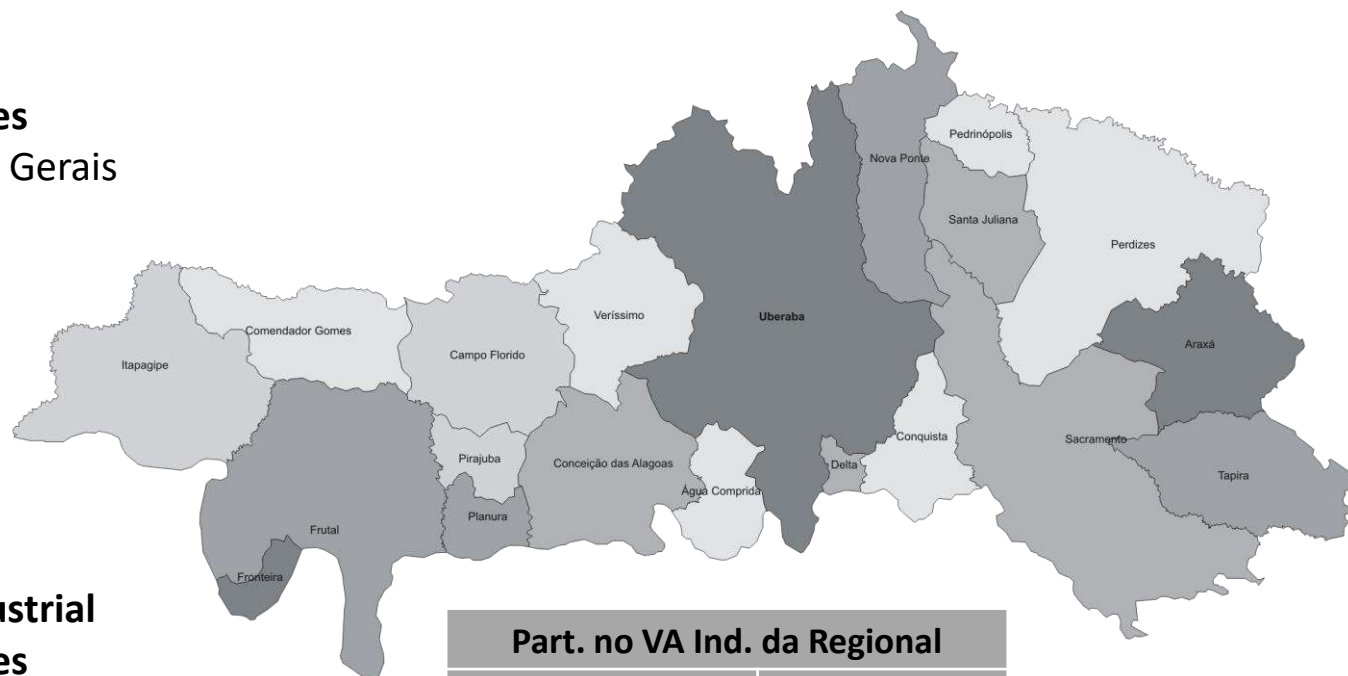 es
Gerais
Pedrinópolis
Nova Ponte
Santa Juliana
Perdizes
Uberaba
Veríssimo
Comendador Gomes
Araxá
Campo Florido
Itapagipe
Conquista
Sacramento
Pirajuba
Conceição das Alagoas
Delta
Tapira
Água Comprida
Planura
Frutal
Fronteira
ustrial
es
Part. no VA Ind. da Regional